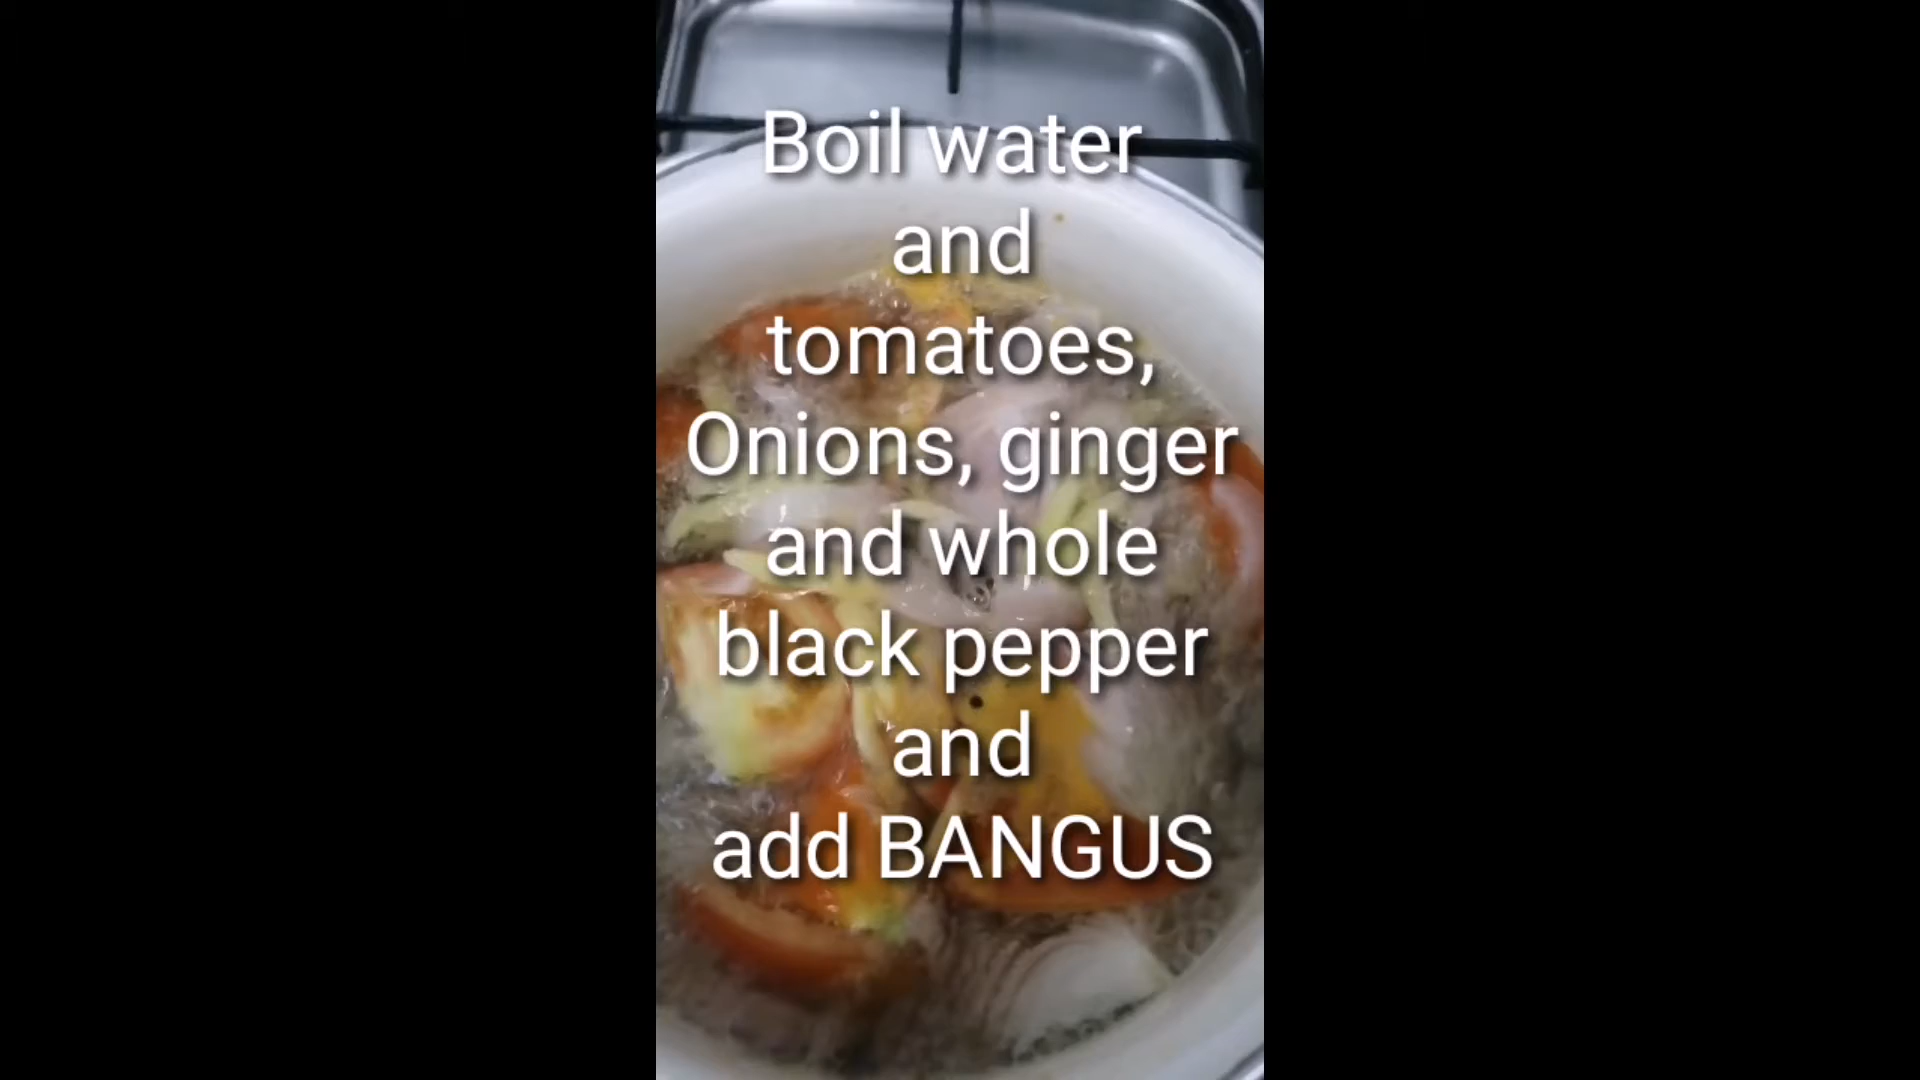 Boil water
and
tomatoes,
Onions, ginger
and whole
black pepper
and
add BANGUS